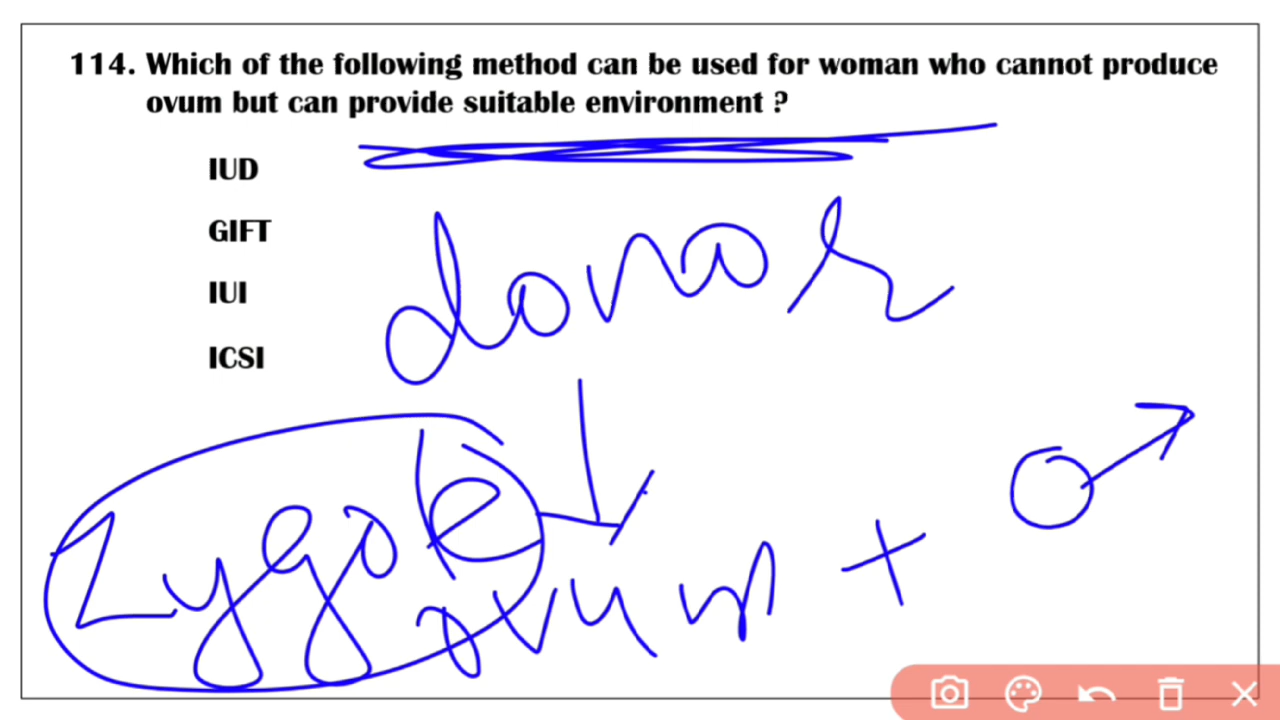 114. Which of the following method can be used for woman who cannot produce
ovum but can provide suitable environment ?
IUD
GIFT
IUI
ICSI
donor
Zygote
ovum + ♂